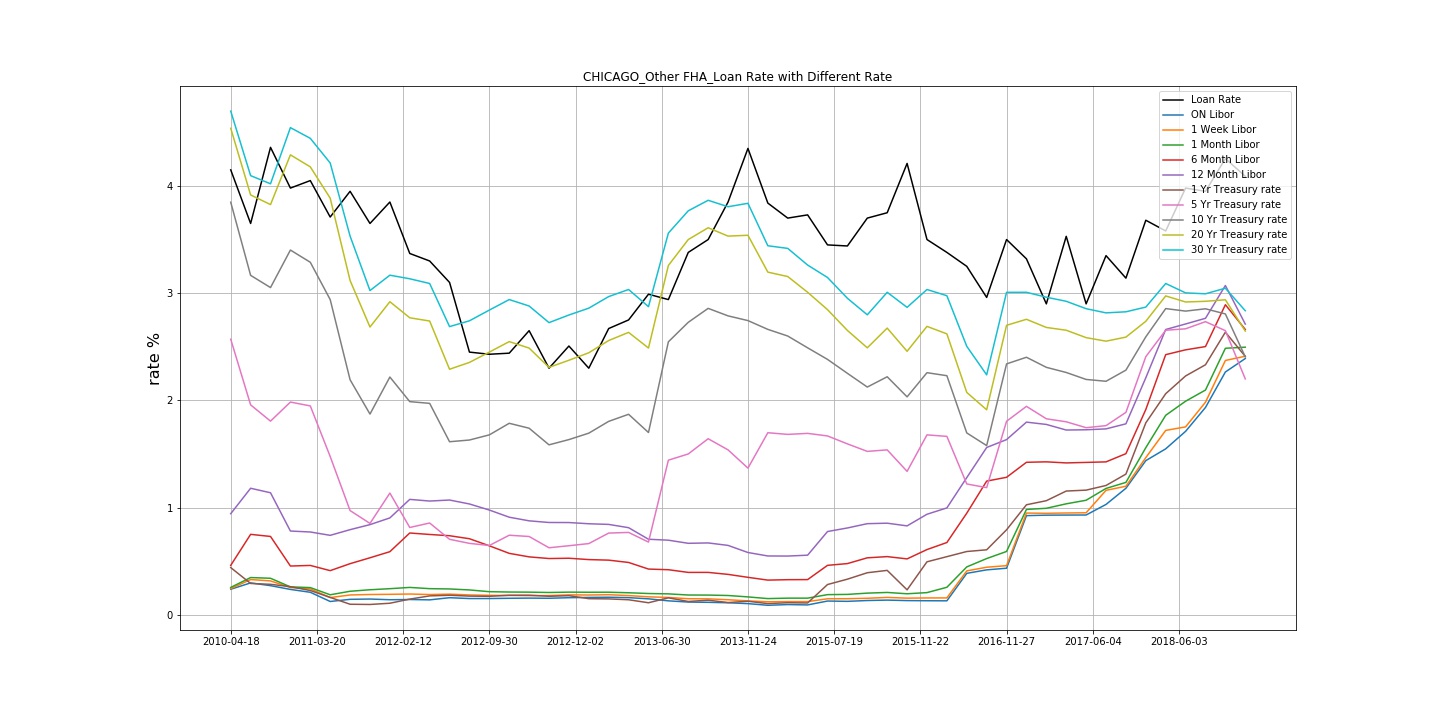 CHICAGO_Other FHA_Loan Rate with Different Rate
rate %
4
3
2
1
0
2010-04-18 2011-03-20 2012-02-12 2012-09-30 2012-12-02 2013-06-30 2013-11-24 2015-07-19 2015-11-22 2016-11-27 2017-06-04 2018-06-03
Loan Rate
ON Libor
1 Week Libor
1 Month Libor
6 Month Libor
12 Month Libor
1 Yr Treasury rate
5 Yr Treasury rate
10 Yr Treasury rate
20 Yr Treasury rate
30 Yr Treasury rate